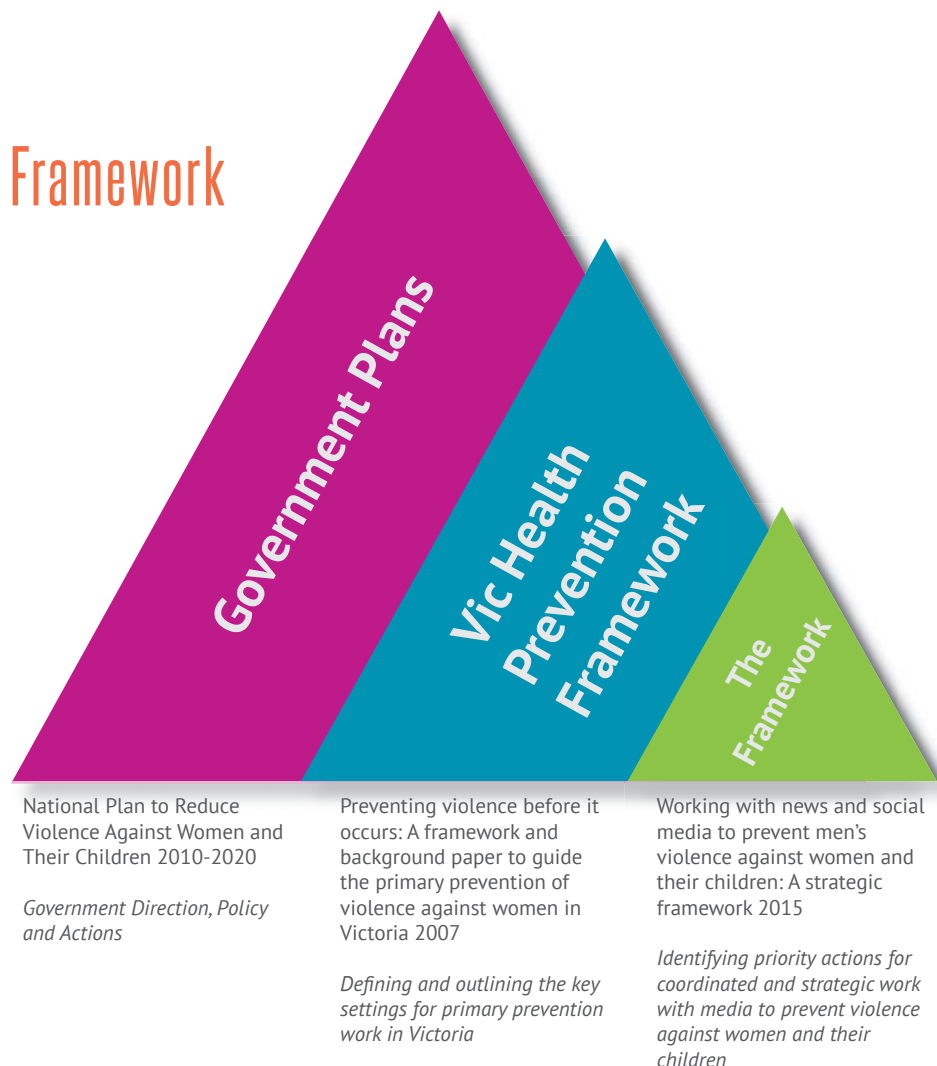 Framework
Government Plans
Vic Health
Prevention
Framework
The
Framework
National Plan to Reduce
Violence Against Women and
Their Children 2010-2020
Government Direction, Policy
and Actions
Preventing violence before it
occurs: A framework and
background paper to guide
the primary prevention of
violence against women in
Victoria 2007
Defining and outlining the key
settings for primary prevention
work in Victoria
Working with news and social
media to prevent men’s
violence against women and
their children: A strategic
framework 2015
Identifying priority actions for
coordinated and strategic work
with media to prevent violence
against women and their
children